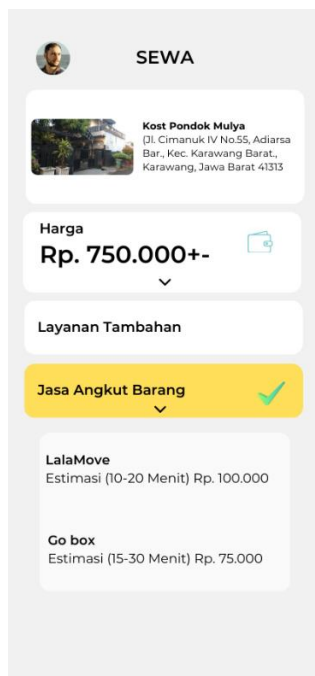 SEWA
Kost Pondok Mulya
(Jl. Cimanuk IV No.55, Adiarsa
Bar., Kec. Karawang Barat.,
Karawang, Jawa Barat 41313
Harga
Rp. 750.000+-
Layanan Tambahan
Jasa Angkut Barang
LalaMove
Estimasi (10-20 Menit) Rp. 100.000
Go box
Estimasi (15-30 Menit) Rp. 75.000